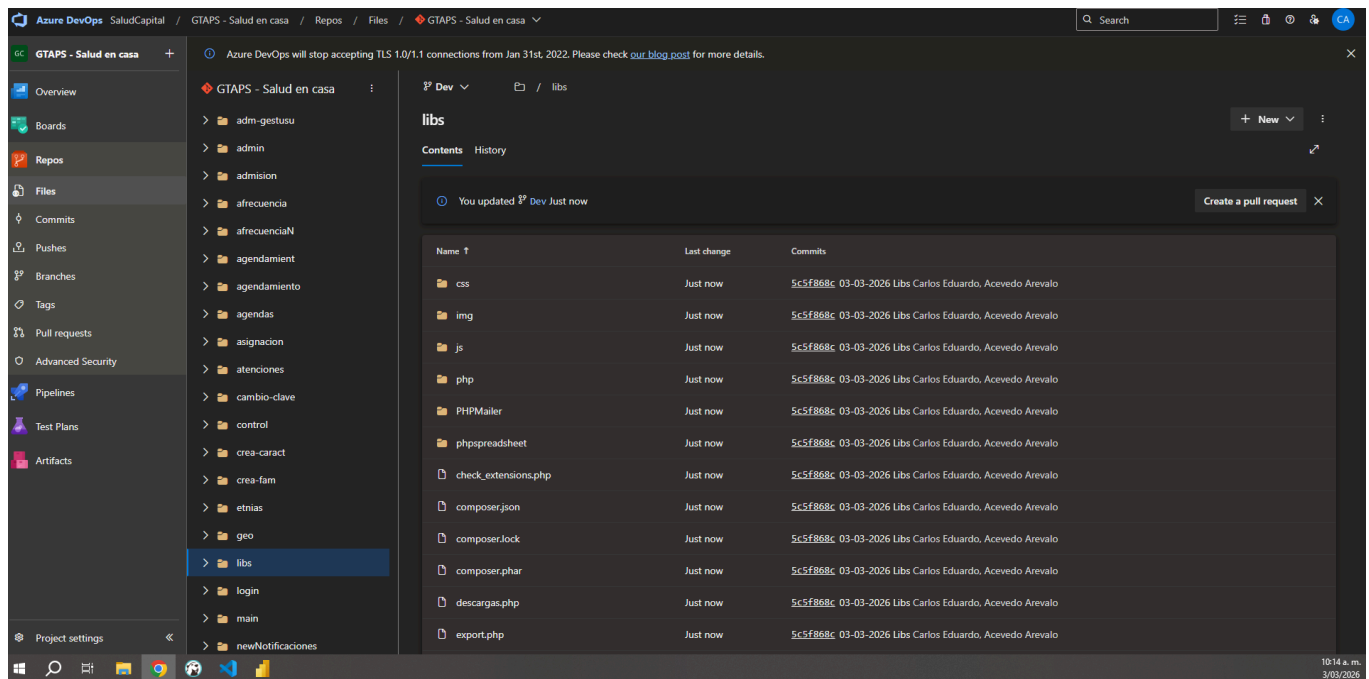 Azure DevOps SaludCapital / GTAPS - Salud en casa / Repos / Files / GTAPS - Salud en casa
Search
CA
GC GTAPS - Salud en casa +
Azure DevOps will stop accepting TLS 1.0/1.1 connections from Jan 31st, 2022. Please check our blog post for more details.
Overview
Boards
Repos
Files
Commits
Pushes
Branches
Tags
Pull requests
Advanced Security
Pipelines
Test Plans
Artifacts
Project settings
GTAPS - Salud en casa
adm-gestusu
admin
admision
afrecuencia
afrecuenciaN
agendamient
agendamiento
agendas
asignacion
atenciones
cambio-clave
control
crea-caract
crea-fam
etnias
geo
libs
login
main
newNotificaciones
Dev / libs
libs
+ New
Contents History
You updated Dev Just now
Create a pull request
Name ↑ Last change Commits
css Just now 5c5f868c 03-03-2026 Libs Carlos Eduardo, Acevedo Arevalo
img Just now 5c5f868c 03-03-2026 Libs Carlos Eduardo, Acevedo Arevalo
js Just now 5c5f868c 03-03-2026 Libs Carlos Eduardo, Acevedo Arevalo
php Just now 5c5f868c 03-03-2026 Libs Carlos Eduardo, Acevedo Arevalo
PHPMailer Just now 5c5f868c 03-03-2026 Libs Carlos Eduardo, Acevedo Arevalo
phpspreadsheet Just now 5c5f868c 03-03-2026 Libs Carlos Eduardo, Acevedo Arevalo
check_extensions.php Just now 5c5f868c 03-03-2026 Libs Carlos Eduardo, Acevedo Arevalo
composer.json Just now 5c5f868c 03-03-2026 Libs Carlos Eduardo, Acevedo Arevalo
composer.lock Just now 5c5f868c 03-03-2026 Libs Carlos Eduardo, Acevedo Arevalo
composer.phar Just now 5c5f868c 03-03-2026 Libs Carlos Eduardo, Acevedo Arevalo
descargas.php Just now 5c5f868c 03-03-2026 Libs Carlos Eduardo, Acevedo Arevalo
export.php Just now 5c5f868c 03-03-2026 Libs Carlos Eduardo, Acevedo Arevalo
10:14 a. m.
3/03/2026